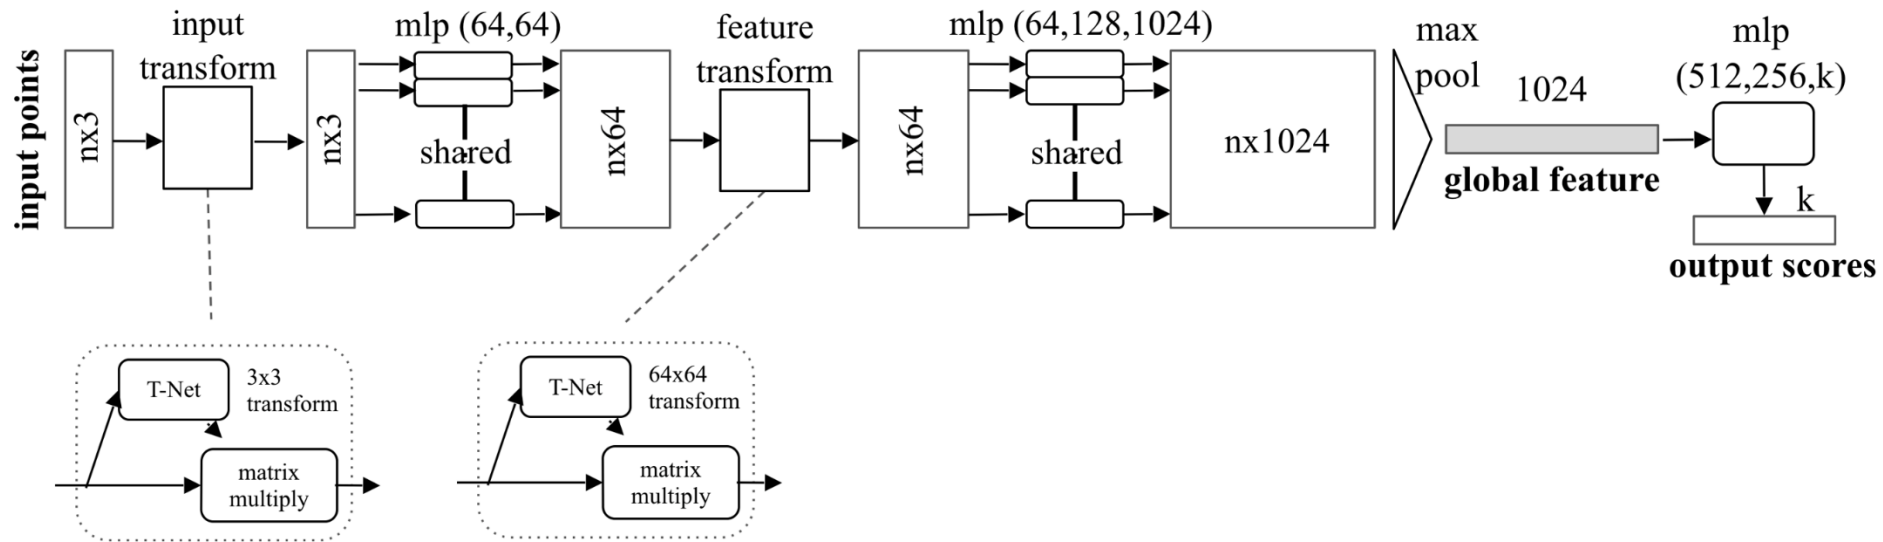 input points
nx3
input
transform
nx3
mlp (64,64)
shared
nx64
feature
transform
nx64
mlp (64,128,1024)
shared
nx1024
max
pool
1024
global feature
mlp
(512,256,k)
k
output scores
T-Net
3x3
transform
matrix
multiply
T-Net
64x64
transform
matrix
multiply